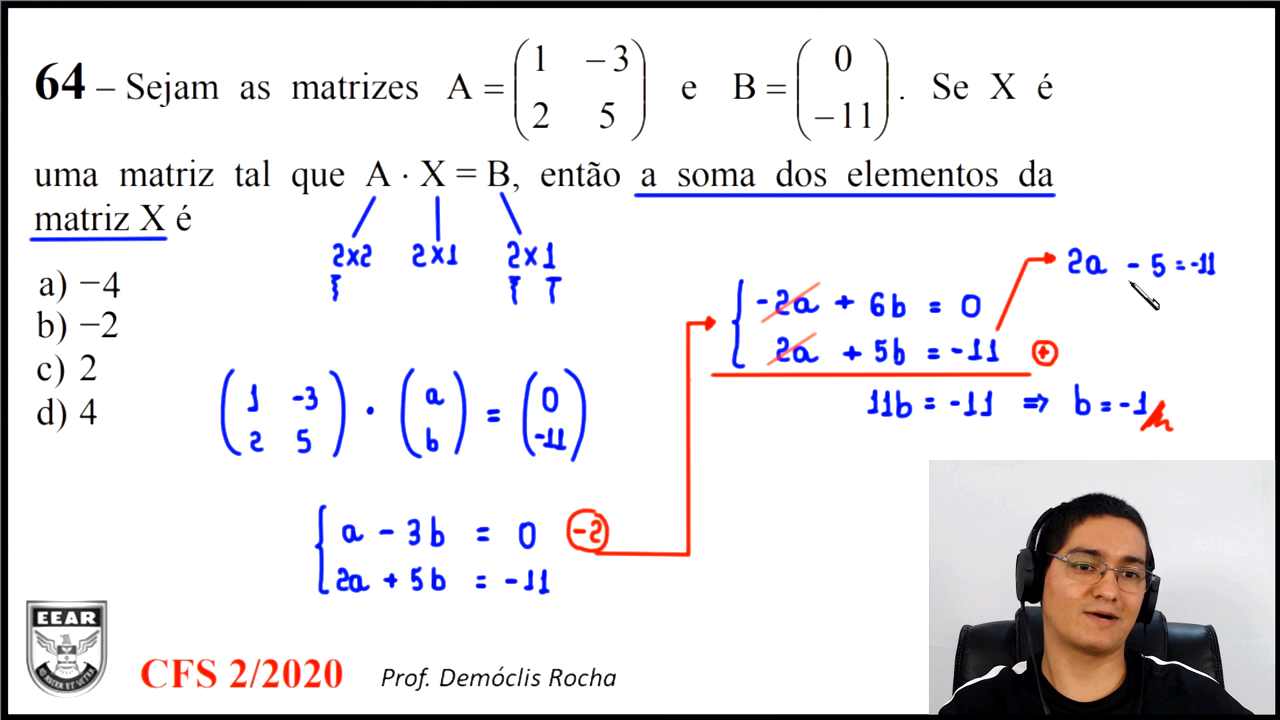 64 – Sejam as matrizes A = (1 −3 2 5) e B = (0 −11). Se X é
uma matriz tal que A · X = B, então a soma dos elementos da
matriz X é
2x2 2x1 2x1
a) −4
b) −2
c) 2
d) 4
(1 -3 2 5) · (a b) = (0 -11)
a - 3b = 0 -2
2a + 5b = -11
-2a + 6b = 0
2a + 5b = -11 +
11b = -11 ⇒ b = -1
2a - 5 = -11
EEAR
CFS 2/2020 Prof. Demóclis Rocha